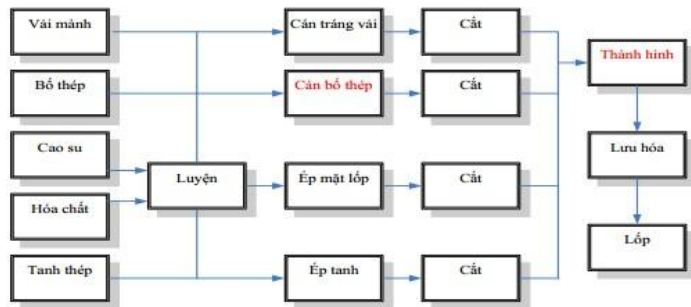 Vải mành
Cán tráng vải
Cắt
Bố thép
Cán bố thép
Cắt
Thành hình
Cao su
Luyện
Ép mặt lốp
Cắt
Lưu hóa
Hóa chất
Lốp
Tanh thép
Ép tanh
Cắt